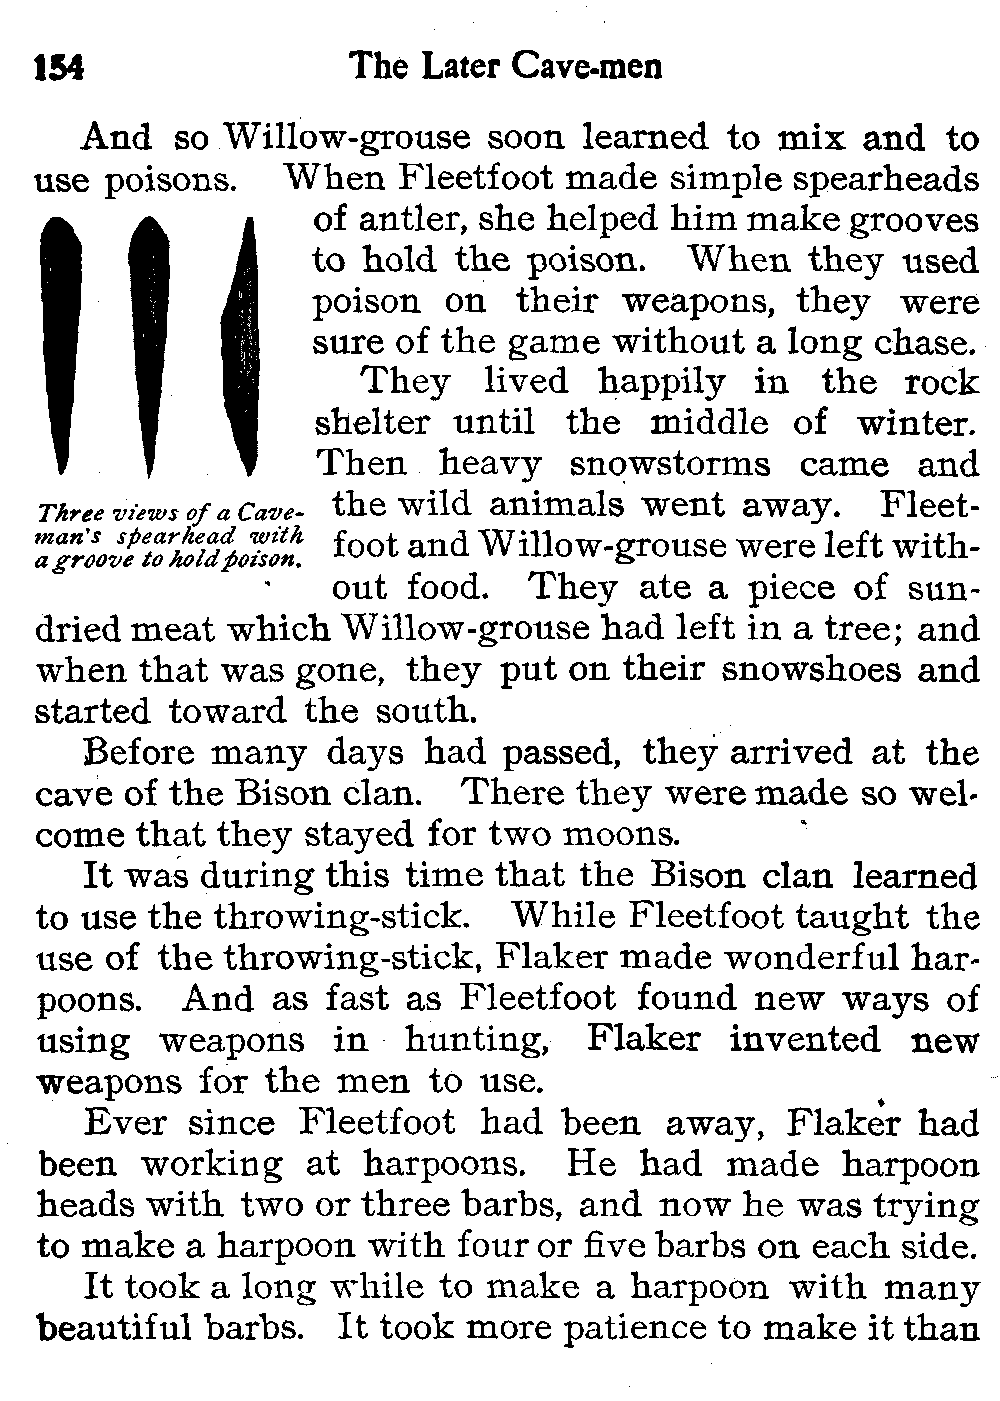 154 The Later Cave-men
And so Willow-grouse soon learned to mix and to
use poisons. When Fleetfoot made simple spearheads
of antler, she helped him make grooves
to hold the poison. When they used
poison on their weapons, they were
sure of the game without a long chase.
They lived happily in the rock
shelter until the middle of winter.
Then heavy snowstorms came and
the wild animals went away. Fleet-
foot and Willow-grouse were left with-
out food. They ate a piece of sun-
Three views of a Cave-
man's spearhead with
a groove to hold poison.
dried meat which Willow-grouse had left in a tree; and
when that was gone, they put on their snowshoes and
started toward the south.
Before many days had passed, they arrived at the
cave of the Bison clan. There they were made so wel-
come that they stayed for two moons.
It was during this time that the Bison clan learned
to use the throwing-stick. While Fleetfoot taught the
use of the throwing-stick, Flaker made wonderful har-
poons. And as fast as Fleetfoot found new ways of
using weapons in hunting, Flaker invented new
weapons for the men to use.
Ever since Fleetfoot had been away, Flaker had
been working at harpoons. He had made harpoon
heads with two or three barbs, and now he was trying
to make a harpoon with four or five barbs on each side.
It took a long while to make a harpoon with many
beautiful barbs. It took more patience to make it than